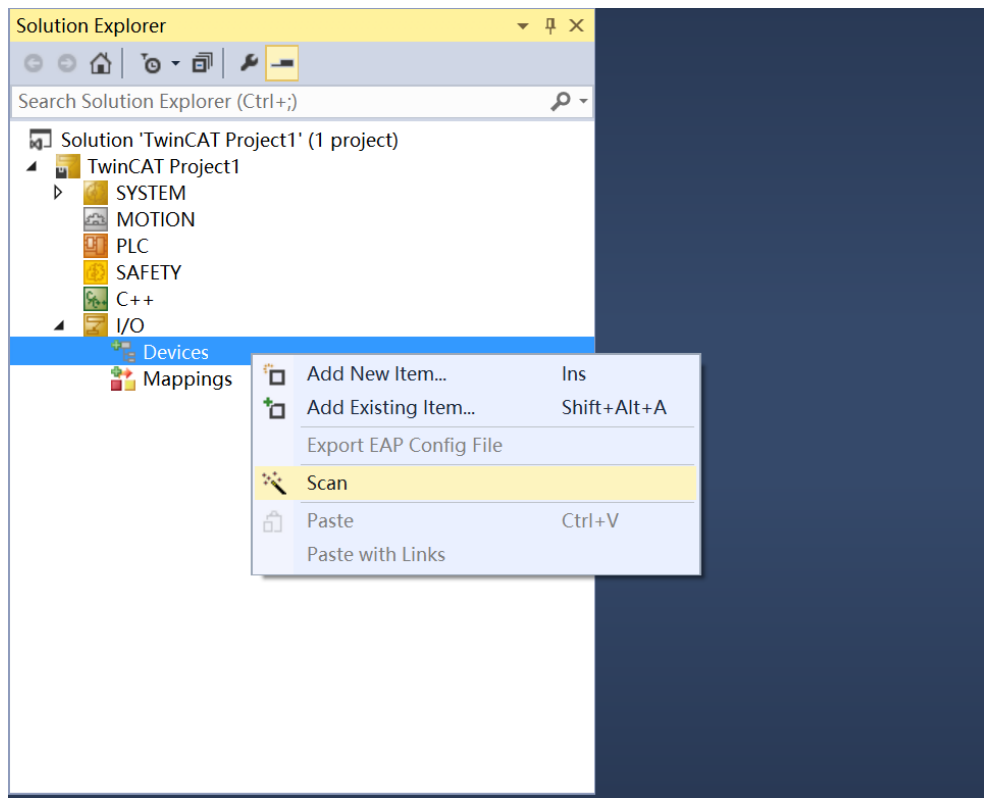 Solution Explorer
Search Solution Explorer (Ctrl+;)
Solution 'TwinCAT Project1' (1 project)
TwinCAT Project1
SYSTEM
MOTION
PLC
SAFETY
C++
I/O
Devices
Mappings
Add New Item... Ins
Add Existing Item... Shift+Alt+A
Export EAP Config File
Scan
Paste Ctrl+V
Paste with Links